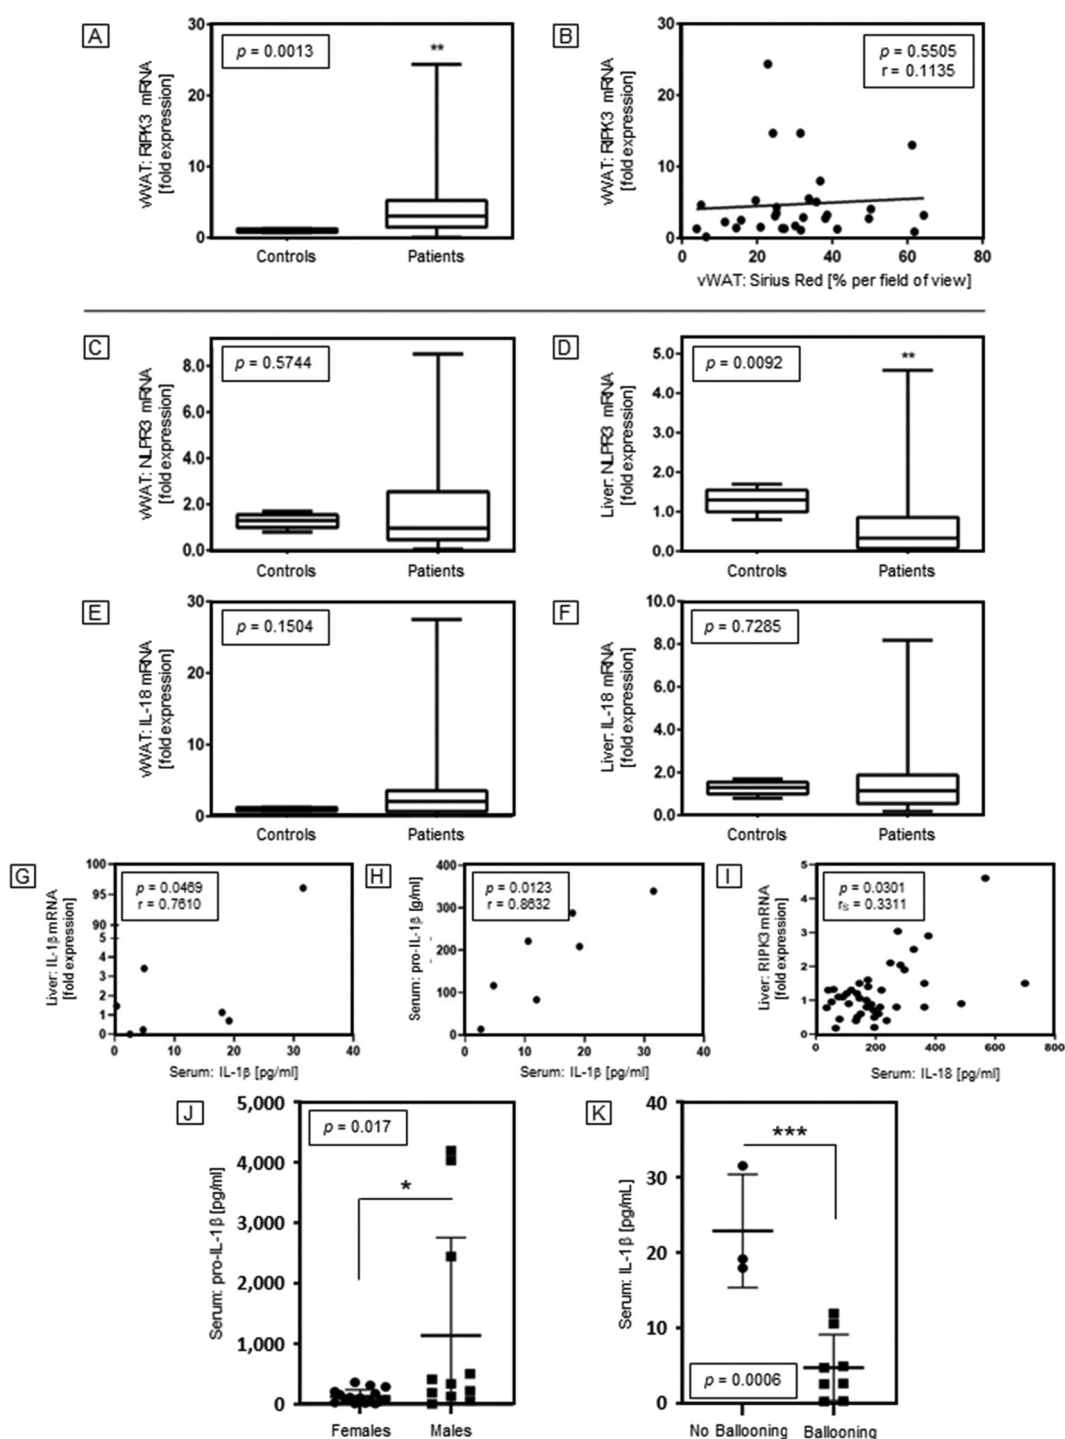 A
vWAT: RIPK3 mRNA
[fold expression]
30
20
10
0
p = 0.0013
**
Controls
Patients
B
vWAT: RIPK3 mRNA
[fold expression]
30
20
10
0
p = 0.5505
r = 0.1135
0
20
40
60
80
vWAT: Sirius Red [% per field of view]
C
vWAT: NLPR3 mRNA
[fold expression]
8.0
6.0
4.0
2.0
0.0
p = 0.5744
Controls
Patients
D
Liver: NLPR3 mRNA
[fold expression]
5.0
4.0
3.0
2.0
1.0
0.0
p = 0.0092
**
Controls
Patients
E
vWAT: IL-18 mRNA
[fold expression]
30
20
10
0
p = 0.1504
Controls
Patients
F
Liver: IL-18 mRNA
[fold expression]
10.0
8.0
6.0
4.0
2.0
0.0
p = 0.7285
Controls
Patients
G
Liver: IL-1β mRNA
[fold expression]
100
95
90
5
4
3
2
1
0
p = 0.0469
r = 0.7610
0
10
20
30
40
Serum: IL-1β [pg/ml]
H
Serum: pro-IL-1β [g/ml]
400
300
200
100
0
p = 0.0123
r = 0.8632
0
10
20
30
40
Serum: IL-1β [pg/ml]
I
Liver: RIPK3 mRNA
[fold expression]
5
4
3
2
1
0
p = 0.0301
rS = 0.3311
0
200
400
600
800
Serum: IL-18 [pg/ml]
J
Serum: pro-IL-1β [pg/ml]
5,000
4,000
3,000
2,000
1,000
0
p = 0.017
*
Females
Males
K
Serum: IL-1β [pg/mL]
40
30
20
10
0
***
p = 0.0006
No Ballooning
Ballooning